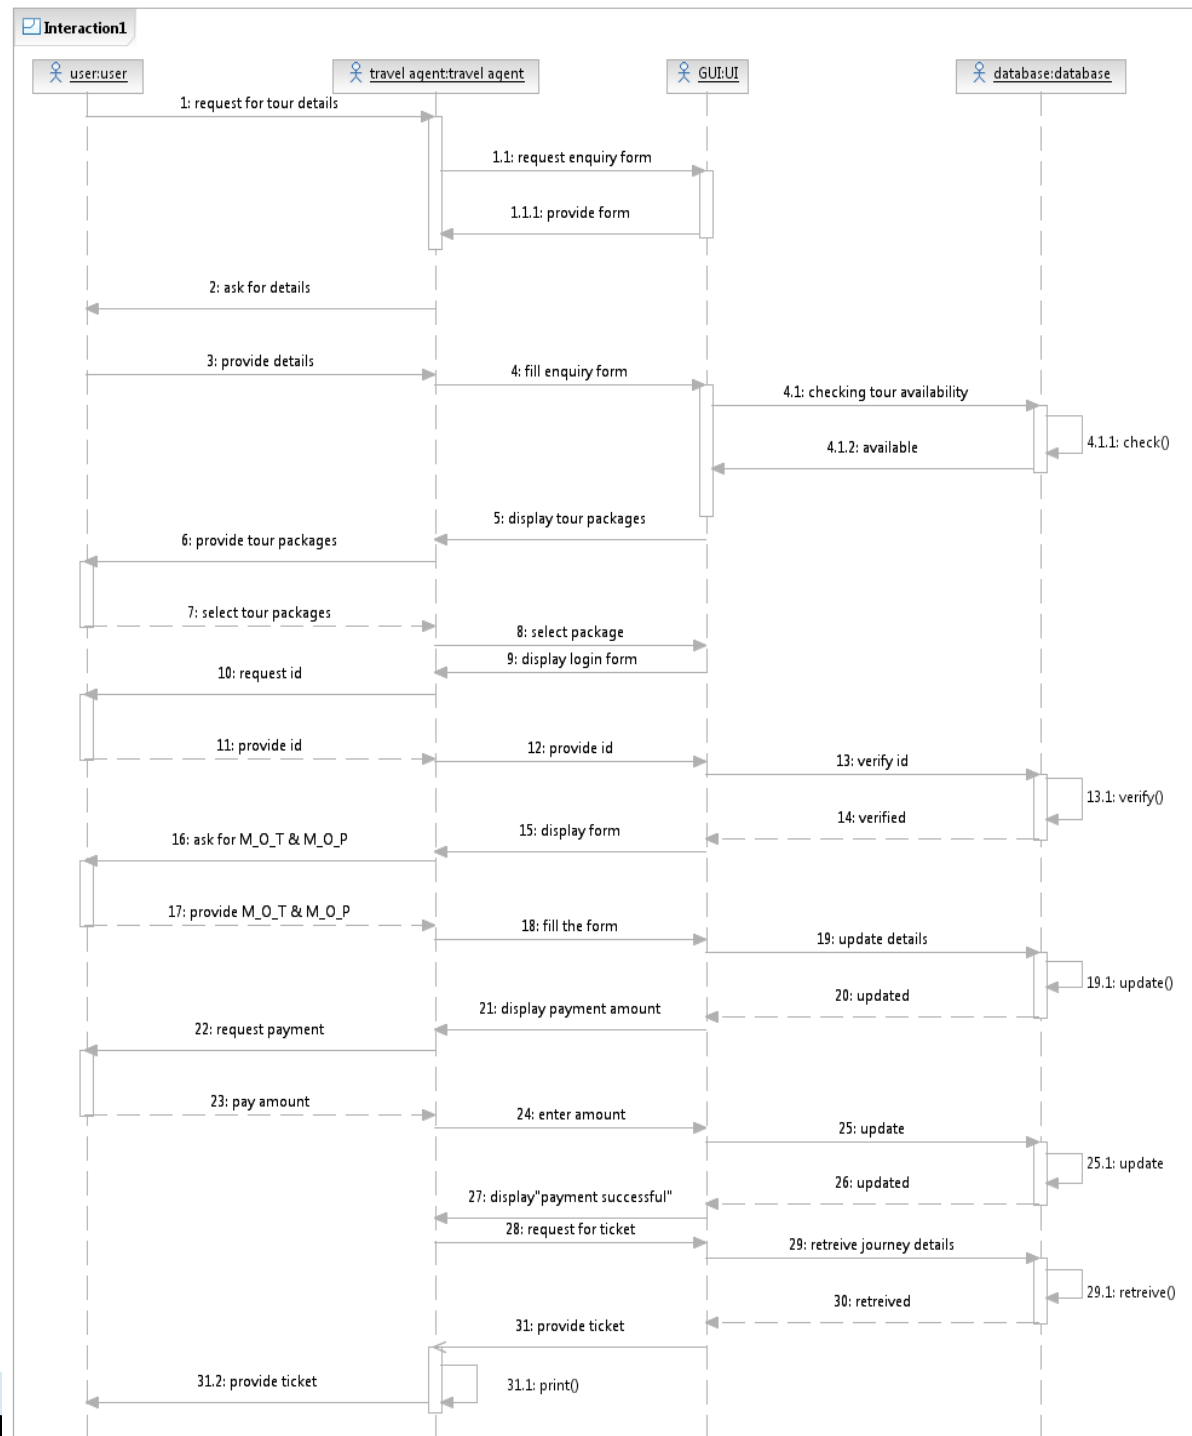 Interaction1
user:user
travel agent:travel agent
GUI:UI
database:database
1: request for tour details
1.1: request enquiry form
1.1.1: provide form
2: ask for details
3: provide details
4: fill enquiry form
4.1: checking tour availability
4.1.1: check()
4.1.2: available
5: display tour packages
6: provide tour packages
7: select tour packages
8: select package
9: display login form
10: request id
11: provide id
12: provide id
13: verify id
13.1: verify()
14: verified
15: display form
16: ask for M_O_T & M_O_P
17: provide M_O_T & M_O_P
18: fill the form
19: update details
19.1: update()
20: updated
21: display payment amount
22: request payment
23: pay amount
24: enter amount
25: update
25.1: update
26: updated
27: display"payment successful"
28: request for ticket
29: retreive journey details
29.1: retreive()
30: retreived
31: provide ticket
31.1: print()
31.2: provide ticket